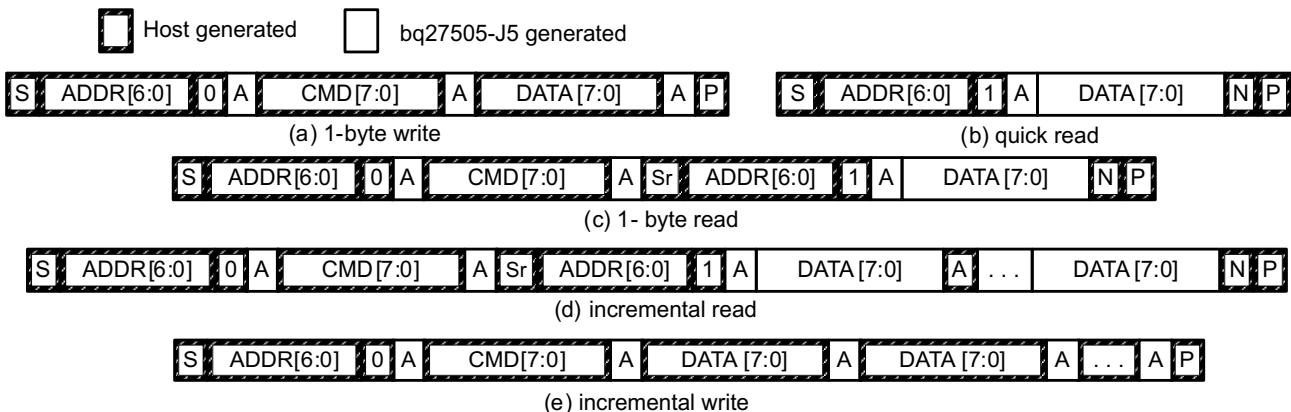 Host generated bq27505-J5 generated
S ADDR[6:0] 0 A CMD[7:0] A DATA[7:0] A P S ADDR[6:0] 1 A DATA[7:0] N P
(a) 1-byte write (b) quick read
S ADDR[6:0] 0 A CMD[7:0] A Sr ADDR[6:0] 1 A DATA[7:0] N P
(c) 1- byte read
S ADDR[6:0] 0 A CMD[7:0] A Sr ADDR[6:0] 1 A DATA[7:0] A . . . DATA[7:0] N P
(d) incremental read
S ADDR[6:0] 0 A CMD[7:0] A DATA[7:0] A DATA[7:0] A . . . A P
(e) incremental write